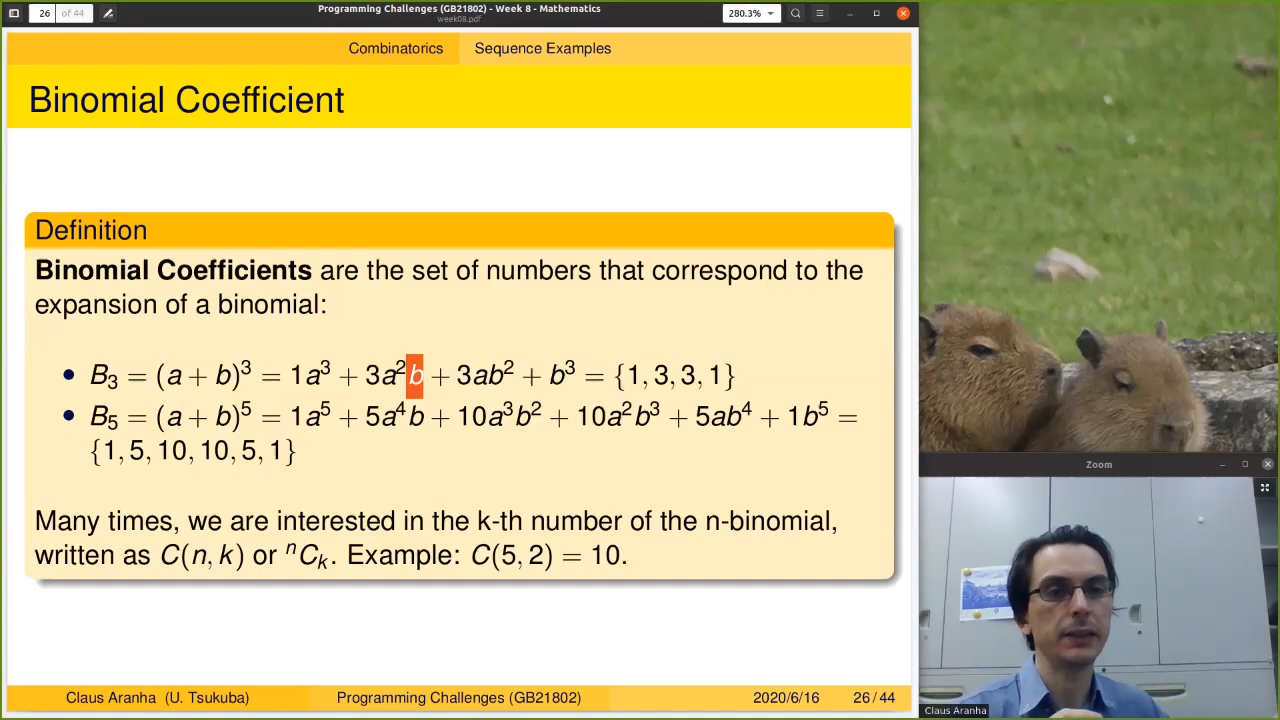 26 of 44
Programming Challenges (GB21802) - Week 8 - Mathematics
week08.pdf
280.3%
Combinatorics Sequence Examples
Binomial Coefficient
Definition
Binomial Coefficients are the set of numbers that correspond to the
expansion of a binomial:
• B₃ = (a + b)³ = 1a³ + 3a²b + 3ab² + b³ = {1, 3, 3, 1}
• B₅ = (a + b)⁵ = 1a⁵ + 5a⁴b + 10a³b² + 10a²b³ + 5ab⁴ + 1b⁵ =
{1, 5, 10, 10, 5, 1}
Many times, we are interested in the k-th number of the n-binomial,
written as C(n, k) or ⁿCₖ. Example: C(5, 2) = 10.
Claus Aranha (U. Tsukuba) Programming Challenges (GB21802) 2020/6/16 26 / 44
Zoom
Claus Aranha